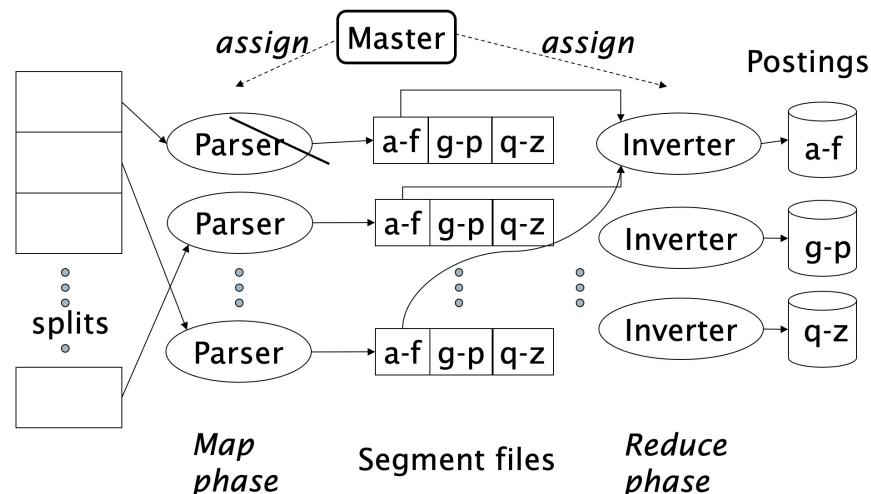 assign
Master
assign
Postings
Parser
a-f g-p q-z
Inverter
a-f
Parser
a-f g-p q-z
Inverter
g-p
splits
Parser
a-f g-p q-z
Inverter
q-z
Map
phase
Segment files
Reduce
phase